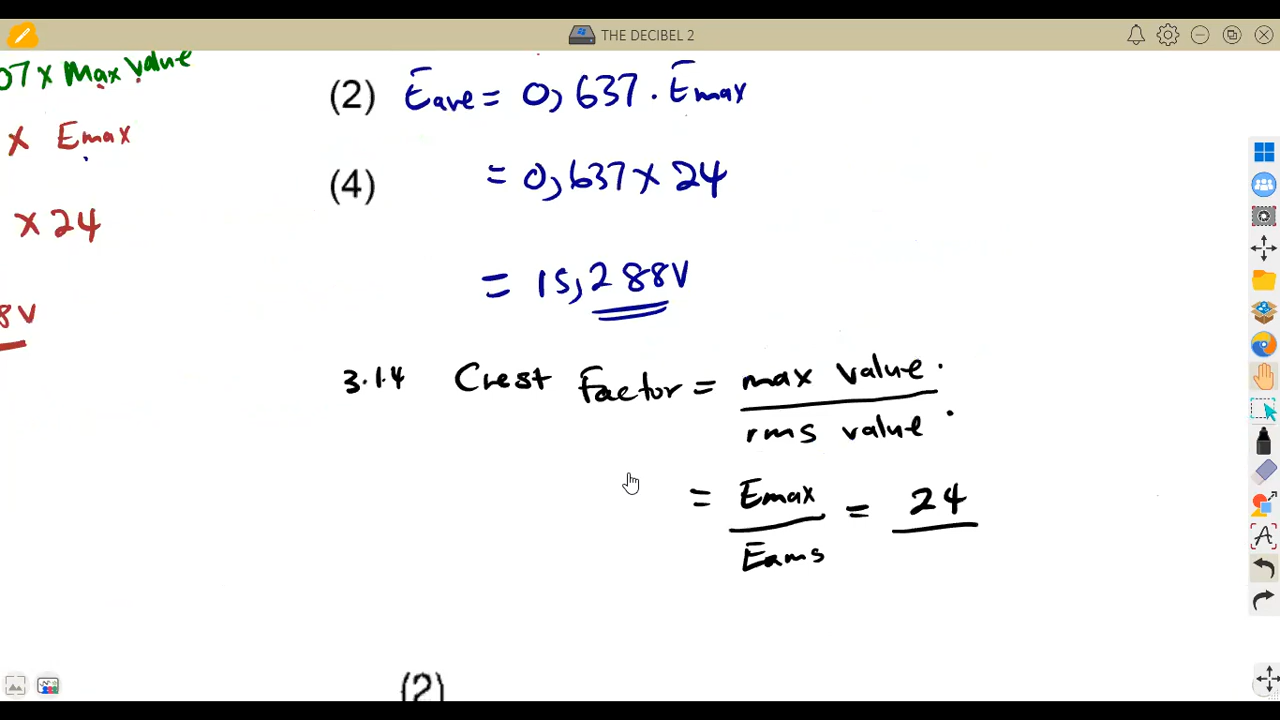 THE DECIBEL 2
07 x Max Value
x Emax
x 24
8V
(2) Eave = 0,637 . Emax
(4) = 0,637 x 24
= 15,288V
3.1.4 Crest Factor = max value.
rms value.
= Emax = 24
Eams
(2)